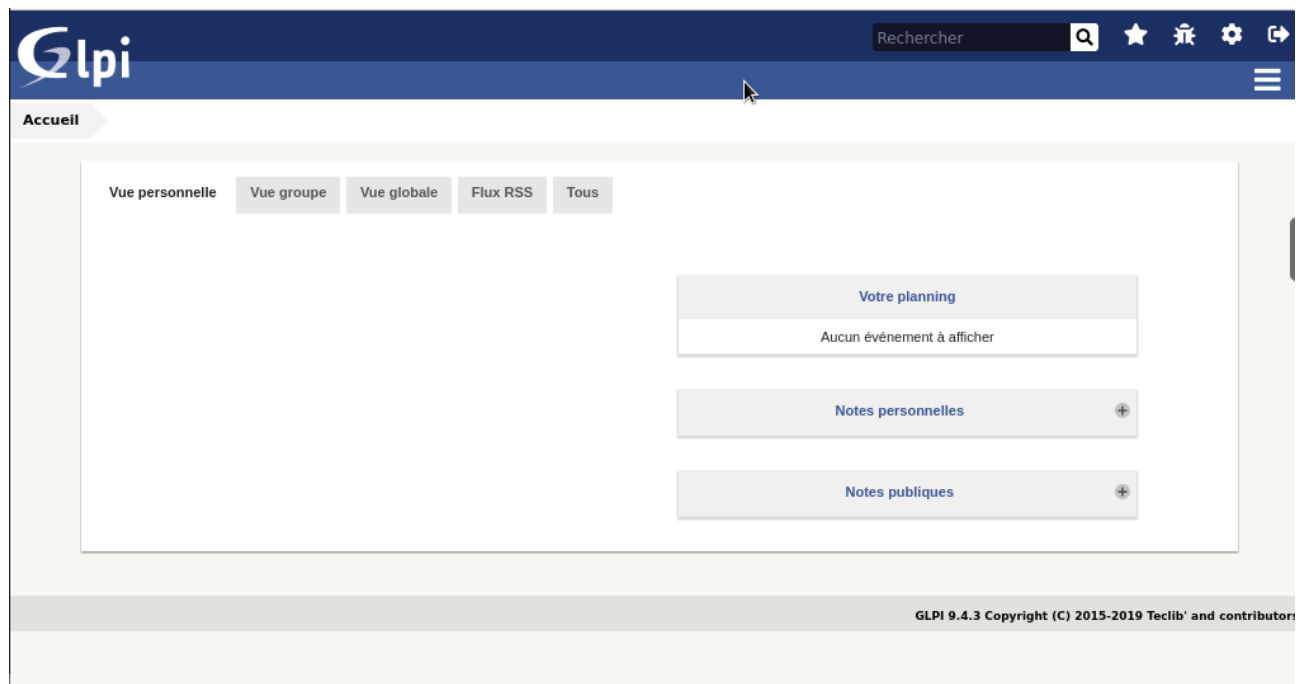 Glpi
Rechercher
Accueil
Vue personnelle Vue groupe Vue globale Flux RSS Tous
Votre planning
Aucun événement à afficher
Notes personnelles
Notes publiques
GLPI 9.4.3 Copyright (C) 2015-2019 Teclib' and contributors